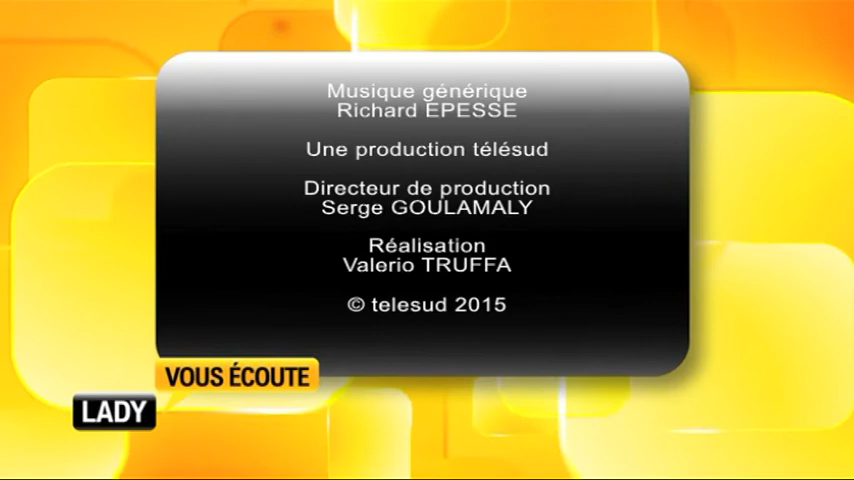 Musique générique
Richard EPESSE
Une production télésud
Directeur de production
Serge GOULAMALY
Réalisation
Valerio TRUFFA
© telesud 2015
VOUS ÉCOUTE
LADY